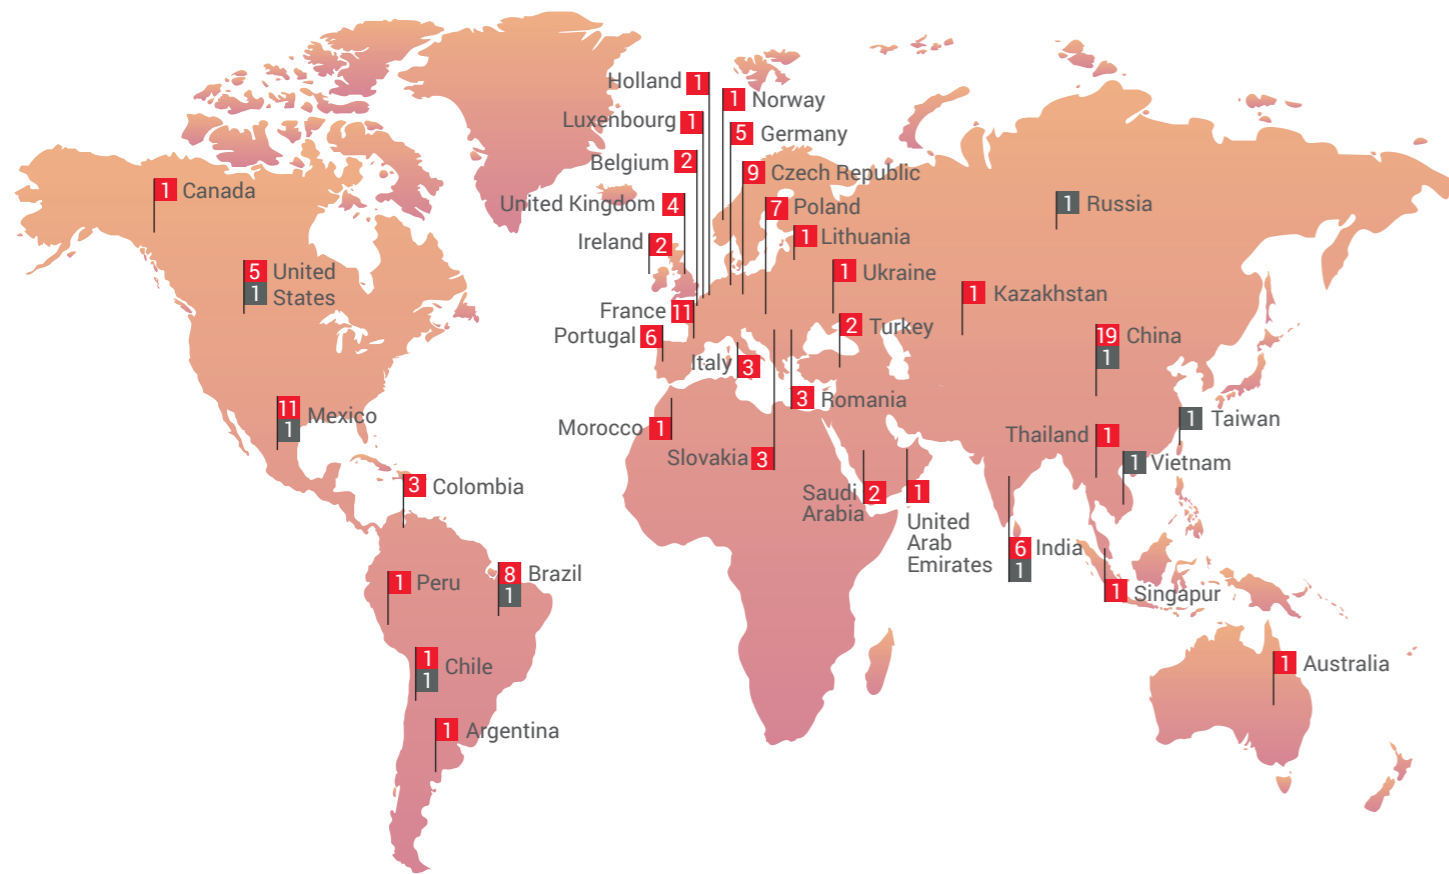 Holland 1
1 Norway
Luxenbourg 1
5 Germany
Belgium 2
9 Czech Republic
1 Canada
United Kingdom 4
7 Poland
1 Russia
Ireland 2
1 Lithuania
5 United
1 States
1 Ukraine
1 Kazakhstan
France 11
2 Turkey
Portugal 6
19 China
1
Italy 3
3 Romania
11 Mexico
1
1 Taiwan
Morocco 1
Thailand 1
Slovakia 3
1 Vietnam
3 Colombia
Saudi 2
Arabia
1
United
Arab
Emirates
6 India
1
1 Peru
8 Brazil
1
1 Singapur
1 Chile
1
1 Australia
1 Argentina